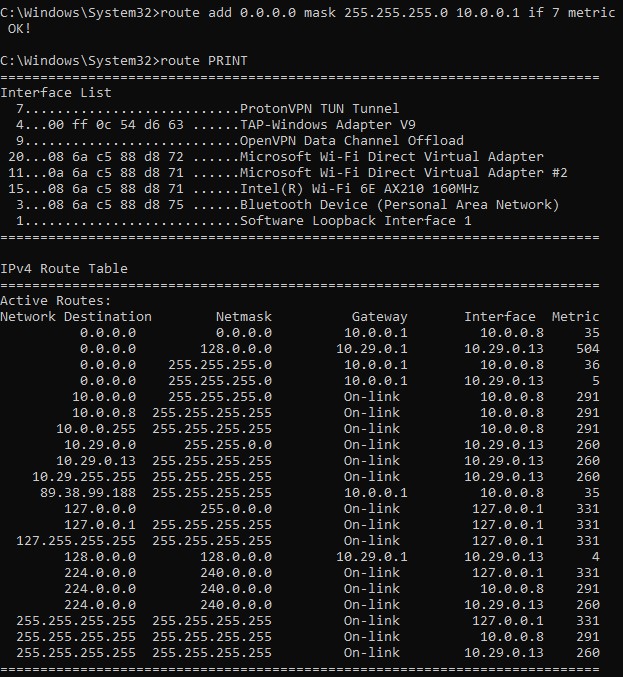 C:\Windows\System32>route add 0.0.0.0 mask 255.255.255.0 10.0.0.1 if 7 metric
 OK!

C:\Windows\System32>route PRINT
===========================================================================
Interface List
  7...........................ProtonVPN TUN Tunnel
  4...00 ff 0c 54 d6 63 ......TAP-Windows Adapter V9
  9...........................OpenVPN Data Channel Offload
 20...08 6a c5 88 d8 72 ......Microsoft Wi-Fi Direct Virtual Adapter
 11...0a 6a c5 88 d8 71 ......Microsoft Wi-Fi Direct Virtual Adapter #2
 15...08 6a c5 88 d8 71 ......Intel(R) Wi-Fi 6E AX210 160MHz
  3...08 6a c5 88 d8 75 ......Bluetooth Device (Personal Area Network)
  1...........................Software Loopback Interface 1
===========================================================================

IPv4 Route Table
===========================================================================
Active Routes:
Network Destination        Netmask          Gateway       Interface  Metric
          0.0.0.0          0.0.0.0         10.0.0.1         10.0.0.8     35
          0.0.0.0        128.0.0.0        10.29.0.1       10.29.0.13    504
          0.0.0.0    255.255.255.0         10.0.0.1         10.0.0.8     36
          0.0.0.0    255.255.255.0         10.0.0.1       10.29.0.13      5
         10.0.0.0    255.255.255.0         On-link          10.0.0.8    291
         10.0.0.8  255.255.255.255         On-link          10.0.0.8    291
       10.0.0.255  255.255.255.255         On-link          10.0.0.8    291
        10.29.0.0      255.255.0.0         On-link        10.29.0.13    260
       10.29.0.13  255.255.255.255         On-link        10.29.0.13    260
    10.29.255.255  255.255.255.255         On-link        10.29.0.13    260
     89.38.99.188  255.255.255.255         10.0.0.1         10.0.0.8     35
        127.0.0.0        255.0.0.0         On-link         127.0.0.1    331
        127.0.0.1  255.255.255.255         On-link         127.0.0.1    331
  127.255.255.255  255.255.255.255         On-link         127.0.0.1    331
        128.0.0.0        128.0.0.0        10.29.0.1       10.29.0.13      4
        224.0.0.0        240.0.0.0         On-link         127.0.0.1    331
        224.0.0.0        240.0.0.0         On-link          10.0.0.8    291
        224.0.0.0        240.0.0.0         On-link        10.29.0.13    260
  255.255.255.255  255.255.255.255         On-link         127.0.0.1    331
  255.255.255.255  255.255.255.255         On-link          10.0.0.8    291
  255.255.255.255  255.255.255.255         On-link        10.29.0.13    260
===========================================================================